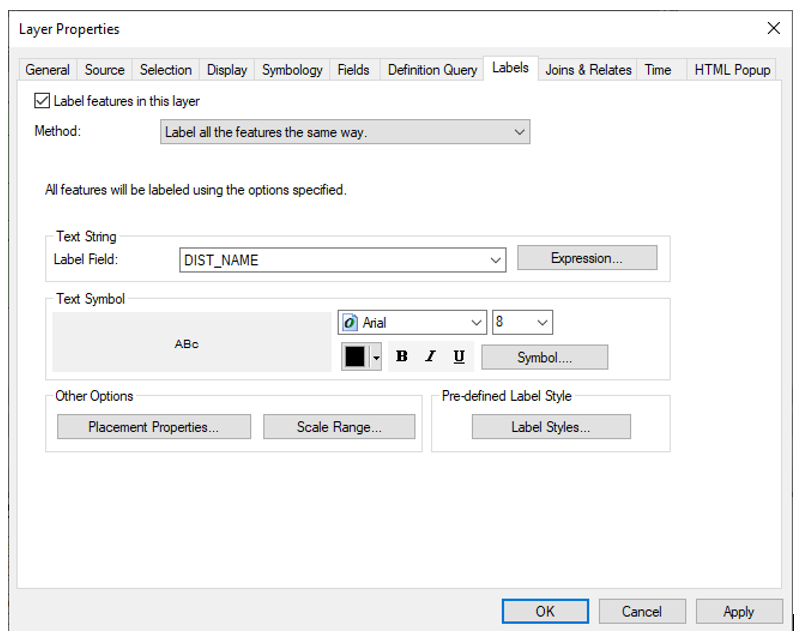 Layer Properties
General Source Selection Display Symbology Fields Definition Query Labels Joins & Relates Time HTML Popup
Label features in this layer
Method: Label all the features the same way.
All features will be labeled using the options specified.
Text String
Label Field: DIST_NAME Expression...
Text Symbol
Arial 8
ABc
B I U Symbol....
Other Options Pre-defined Label Style
Placement Properties... Scale Range... Label Styles...
OK Cancel Apply